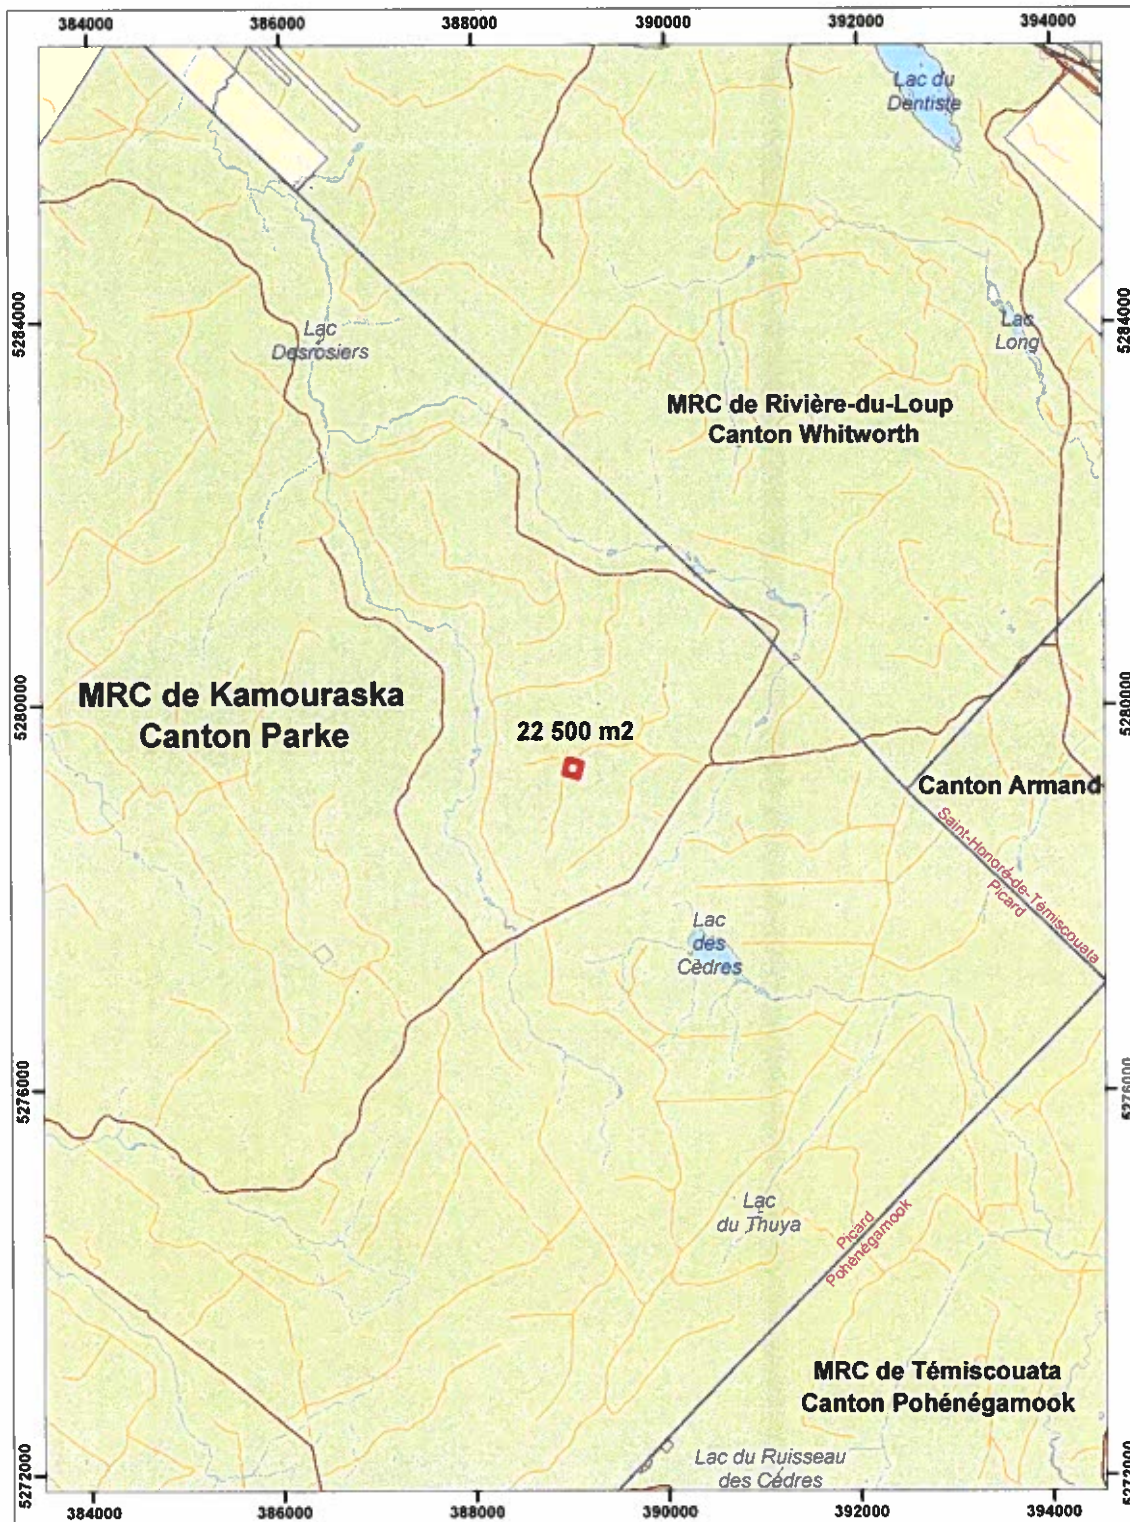 384000 386000 388000 390000 392000 394000
Lac du
Dentiste
5284000
5284000
Lac
Desrosiers
Lac
Long
MRC de Rivière-du-Loup
Canton Whitworth
MRC de Kamouraska
Canton Parke
5280000
5280000
22 500 m2
Canton Armand
Saint-Honoré-de-Témiscouata
Picard
Lac
des
Cèdres
5276000
5276000
Lac
du Thuya
Picard
Pohénégamook
MRC de Témiscouata
Canton Pohénégamook
Lac du Ruisseau
des Cèdres
5272000
5272000
384000 386000 388000 390000 392000 394000